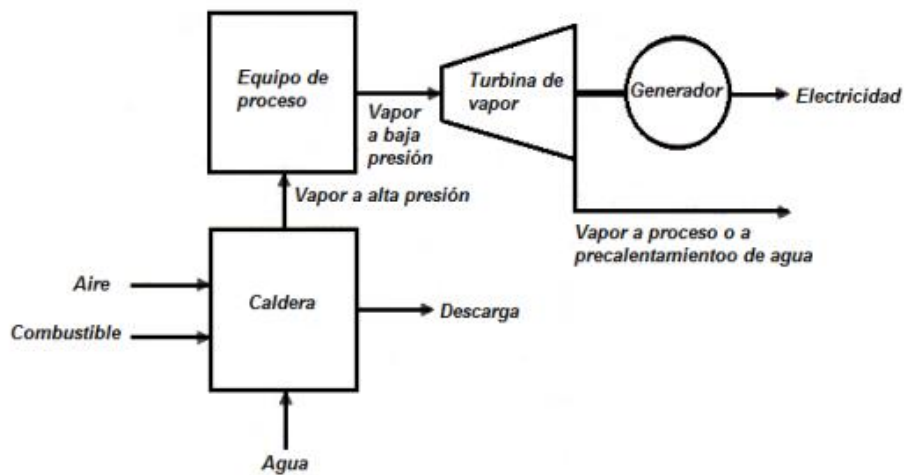 Equipo de
proceso
Vapor
a baja
presión
Turbina de
vapor
Generador
Electricidad
Vapor a alta presión
Vapor a proceso o a
precalentamientoo de agua
Aire
Combustible
Caldera
Descarga
Agua